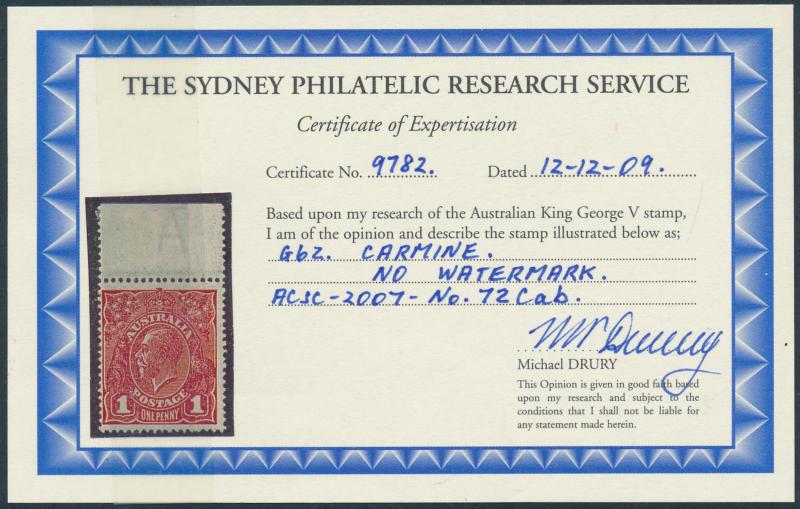 THE SYDNEY PHILATELIC RESEARCH SERVICE
Certificate of Expertisation
Certificate No. 9782. Dated 12-12-09.
Based upon my research of the Australian King George V stamp,
I am of the opinion and describe the stamp illustrated below as;
G62. CARMINE.
NO WATERMARK.
ACSC-2007-No. 72Cab.
Michael DRURY
This Opinion is given in good faith based
upon my research and subject to the
conditions that I shall not be liable for
any statement made herein.
AUSTRALIA
POSTAGE
1 ONE PENNY 1